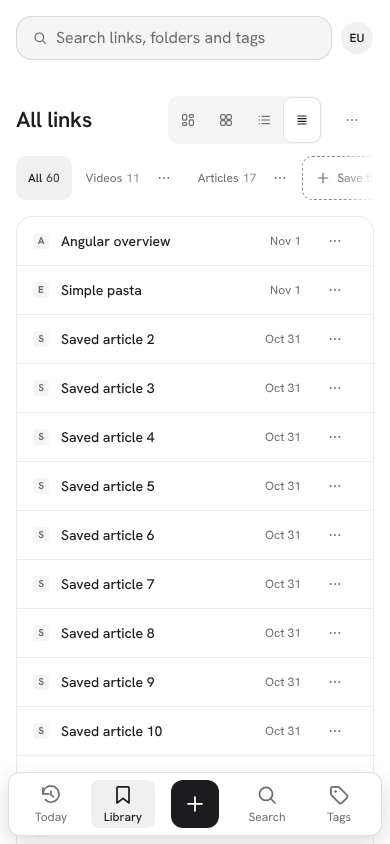 Search links, folders and tags
EU
All links
All 60
Videos 11
Articles 17
Save
A Angular overview Nov 1
E Simple pasta Nov 1
S Saved article 2 Oct 31
S Saved article 3 Oct 31
S Saved article 4 Oct 31
S Saved article 5 Oct 31
S Saved article 6 Oct 31
S Saved article 7 Oct 31
S Saved article 8 Oct 31
S Saved article 9 Oct 31
S Saved article 10 Oct 31
Today
Library
Search
Tags